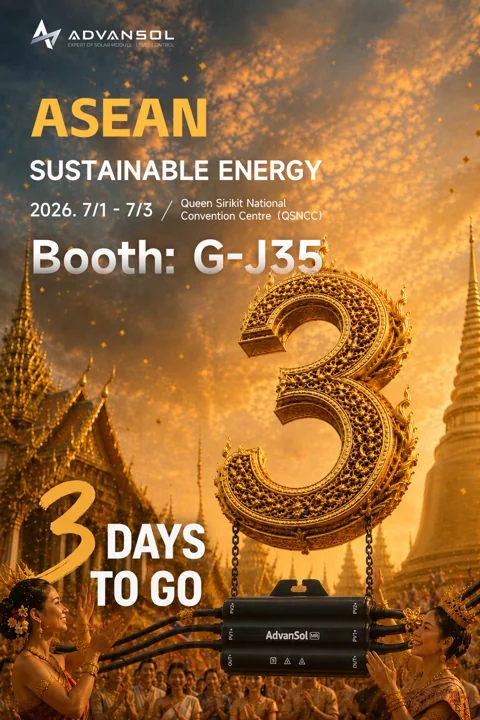 ADVANSOL
EXPERT OF SOLAR MODULE LEVEL CONTROL
ASEAN
SUSTAINABLE ENERGY
2026. 7/1 - 7/3 / Queen Sirikit National
Convention Centre (QSNCC)
Booth: G-J35
3
3 DAYS
TO GO
PV2+
PV2-
PV1+
PV1-
AdvanSol
OUT+